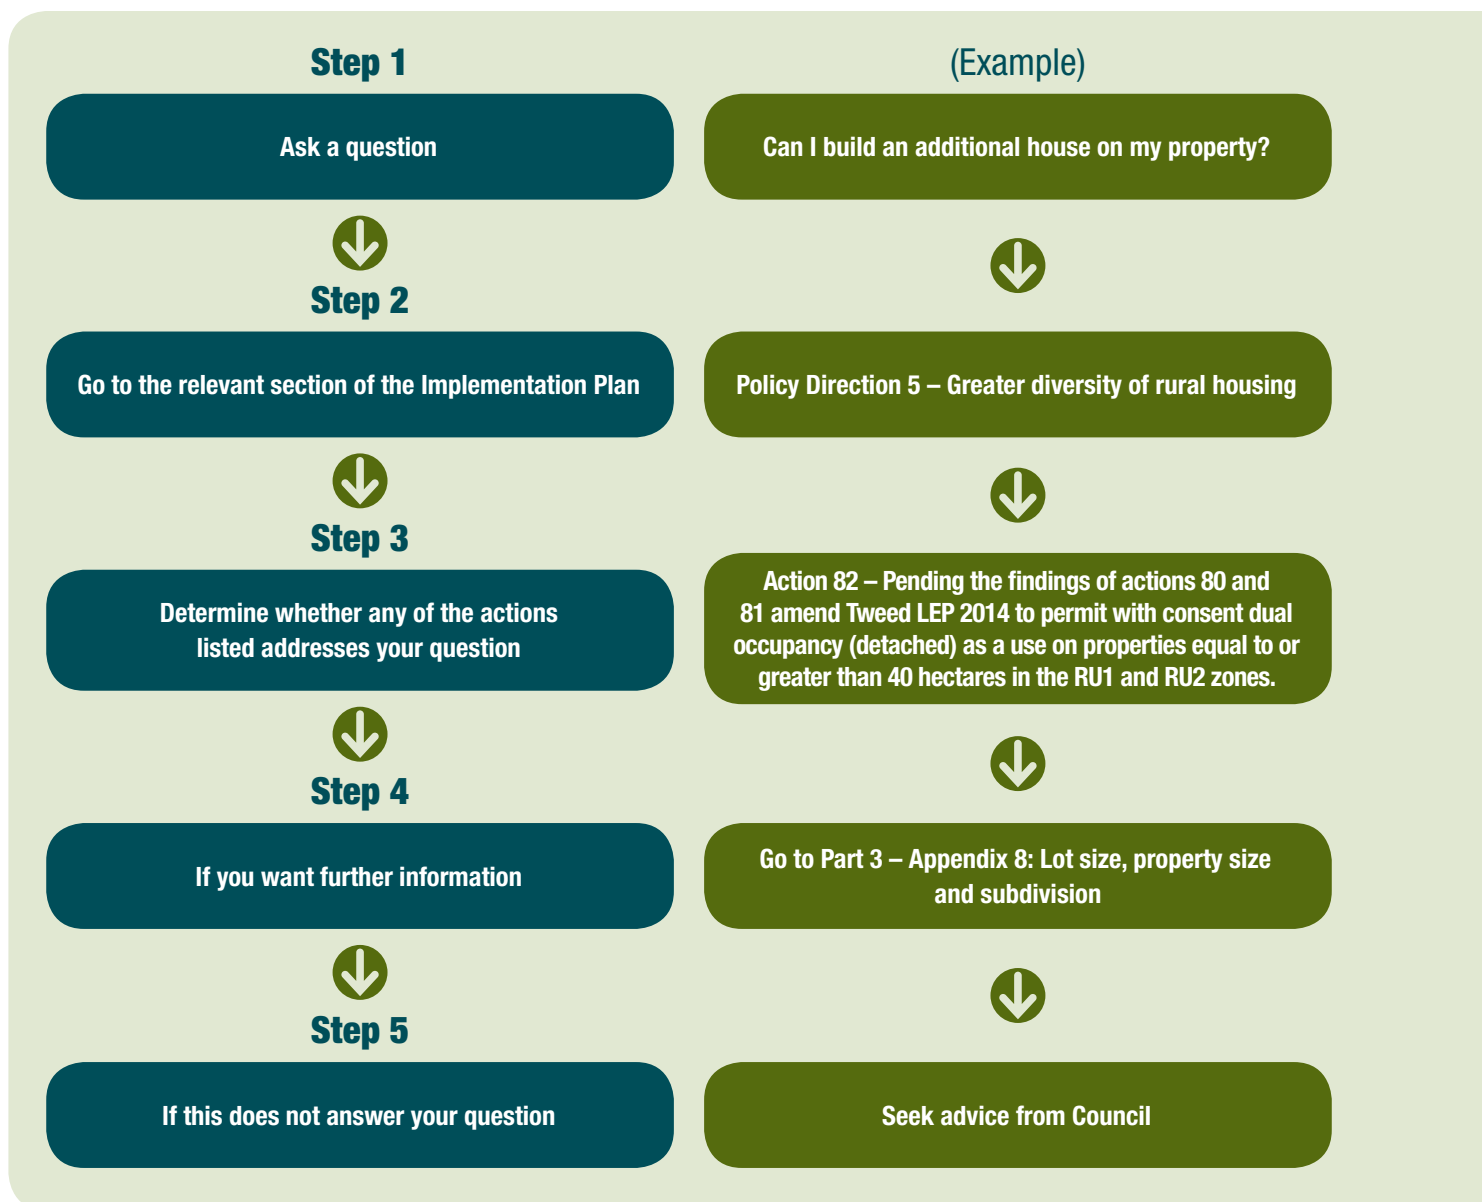 Step 1
(Example)
Ask a question
Can I build an additional house on my property?
Step 2
Go to the relevant section of the Implementation Plan
Policy Direction 5 – Greater diversity of rural housing
Step 3
Determine whether any of the actions
listed addresses your question
Action 82 – Pending the findings of actions 80 and
81 amend Tweed LEP 2014 to permit with consent dual
occupancy (detached) as a use on properties equal to or
greater than 40 hectares in the RU1 and RU2 zones.
Step 4
If you want further information
Go to Part 3 – Appendix 8: Lot size, property size
and subdivision
Step 5
If this does not answer your question
Seek advice from Council